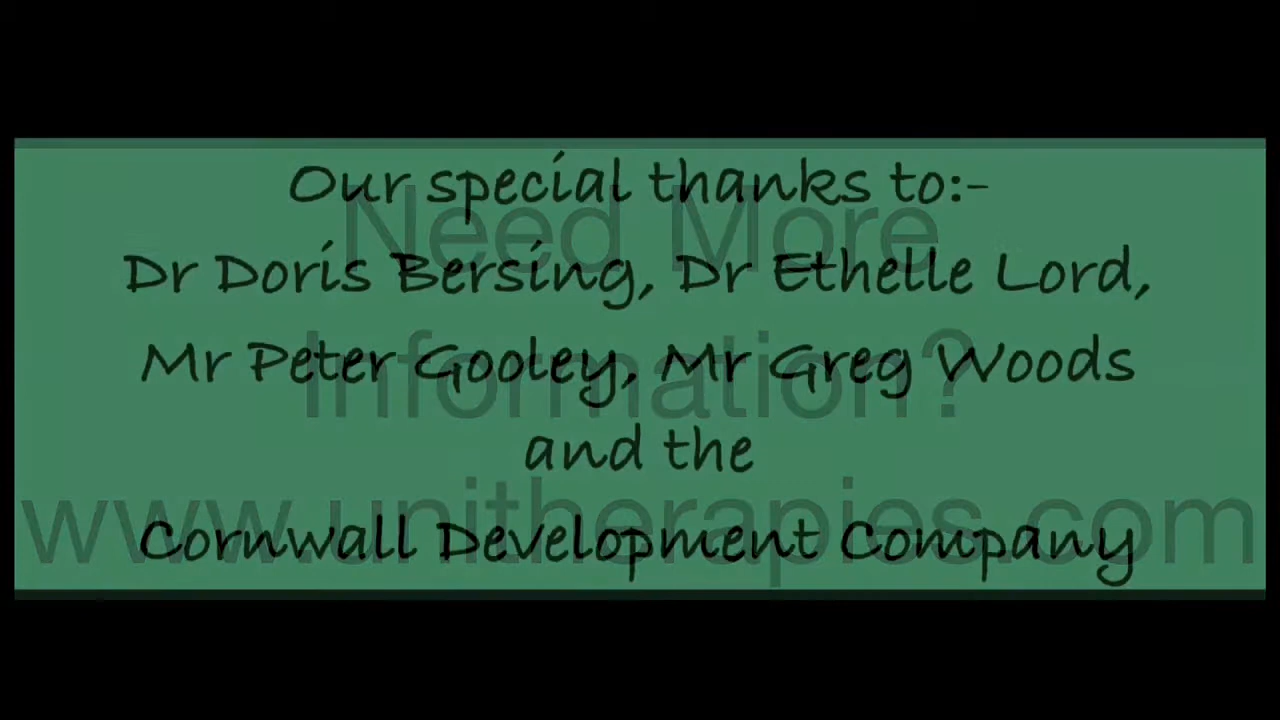 Our special thanks to:-
Need More
Dr Doris Bersing, Dr Ethelle Lord,
Mr Peter Gooley, Mr Greg Woods
Information?
and the
www.unitherapies.com
Cornwall Development Company